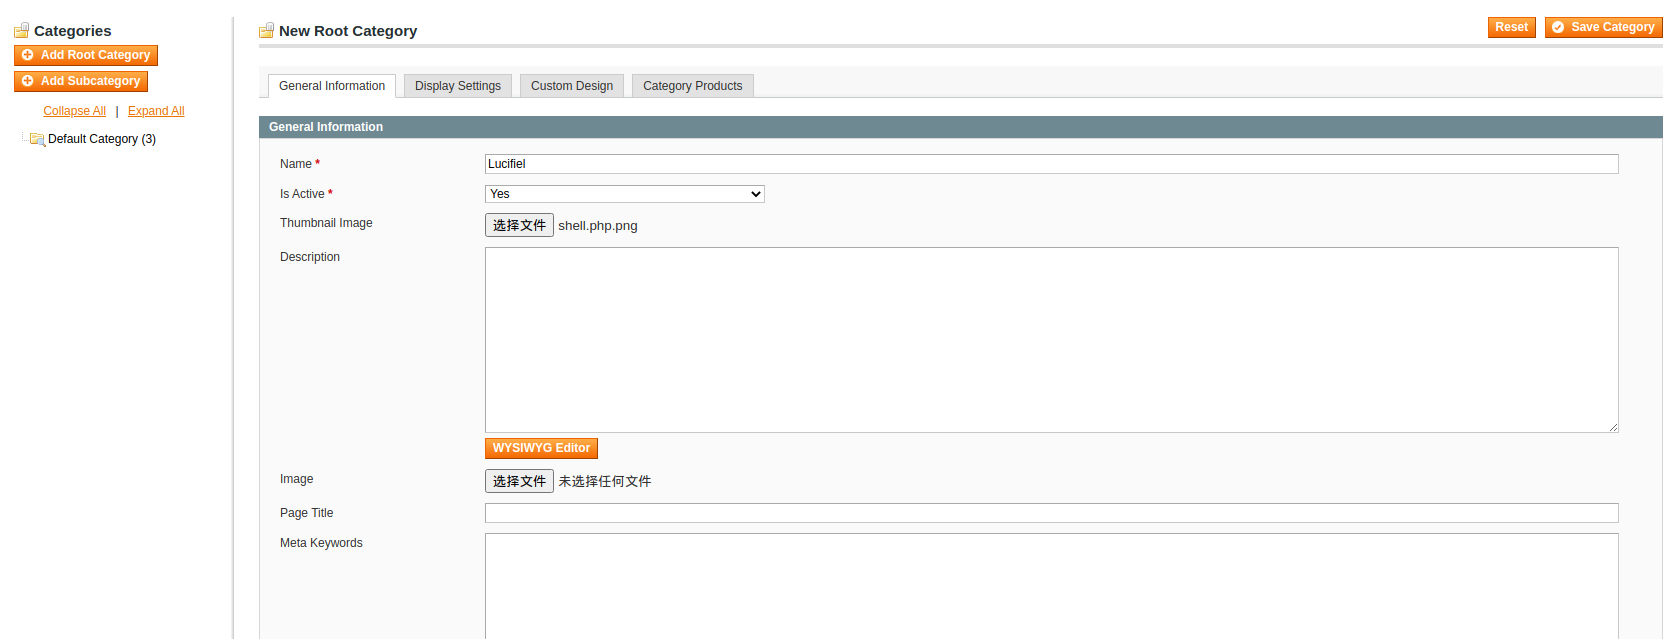 Categories
Add Root Category
Add Subcategory
Collapse All | Expand All
Default Category (3)
New Root Category
Reset
Save Category
General Information
Display Settings
Custom Design
Category Products
General Information
Name *
Lucifiel
Is Active *
Yes
Thumbnail Image
选择文件 shell.php.png
Description
WYSIWYG Editor
Image
选择文件 未选择任何文件
Page Title
Meta Keywords